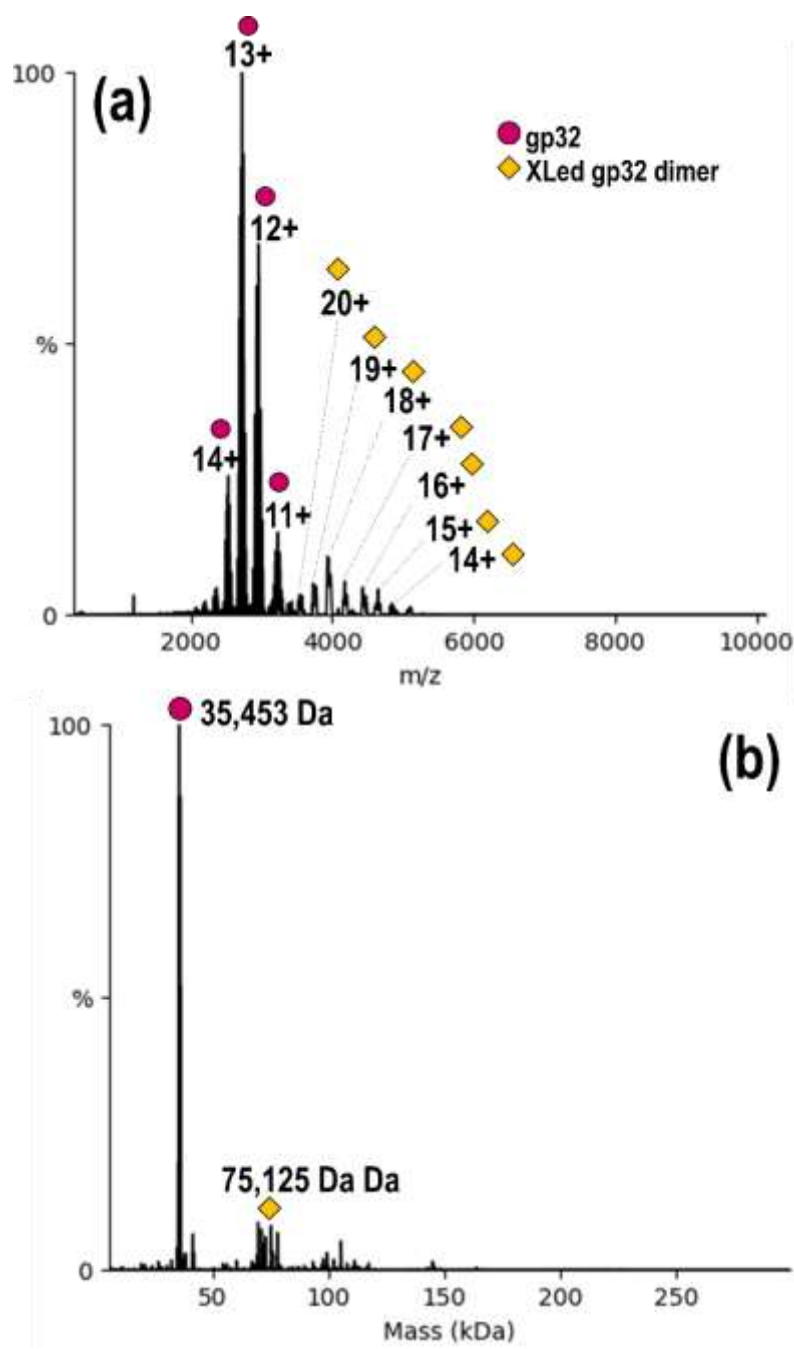 13+
100
(a)
gp32
XLed gp32 dimer
12+
20+
%
19+
18+
17+
14+
16+
11+
15+
14+
0
2000 4000 6000 8000 10000
m/z
35,453 Da
100
(b)
%
75,125 Da Da
0
50 100 150 200 250
Mass (kDa)